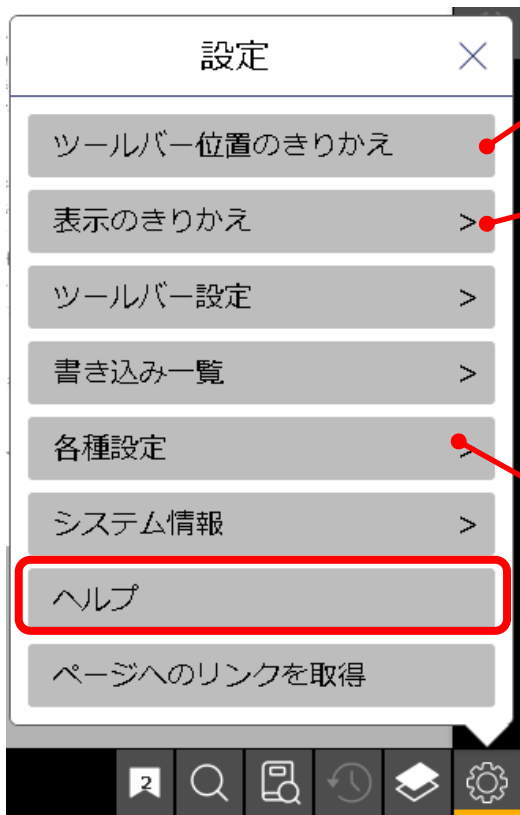 設定
ツールバー位置のきりかえ
表示のきりかえ >
ツールバー設定 >
書き込み一覧 >
各種設定 >
システム情報 >
ヘルプ
ページへのリンクを取得
2